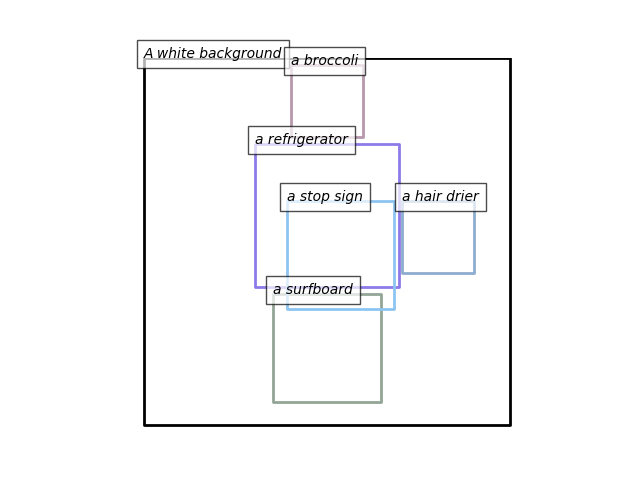 A white background
a broccoli
a refrigerator
a stop sign
a hair drier
a surfboard